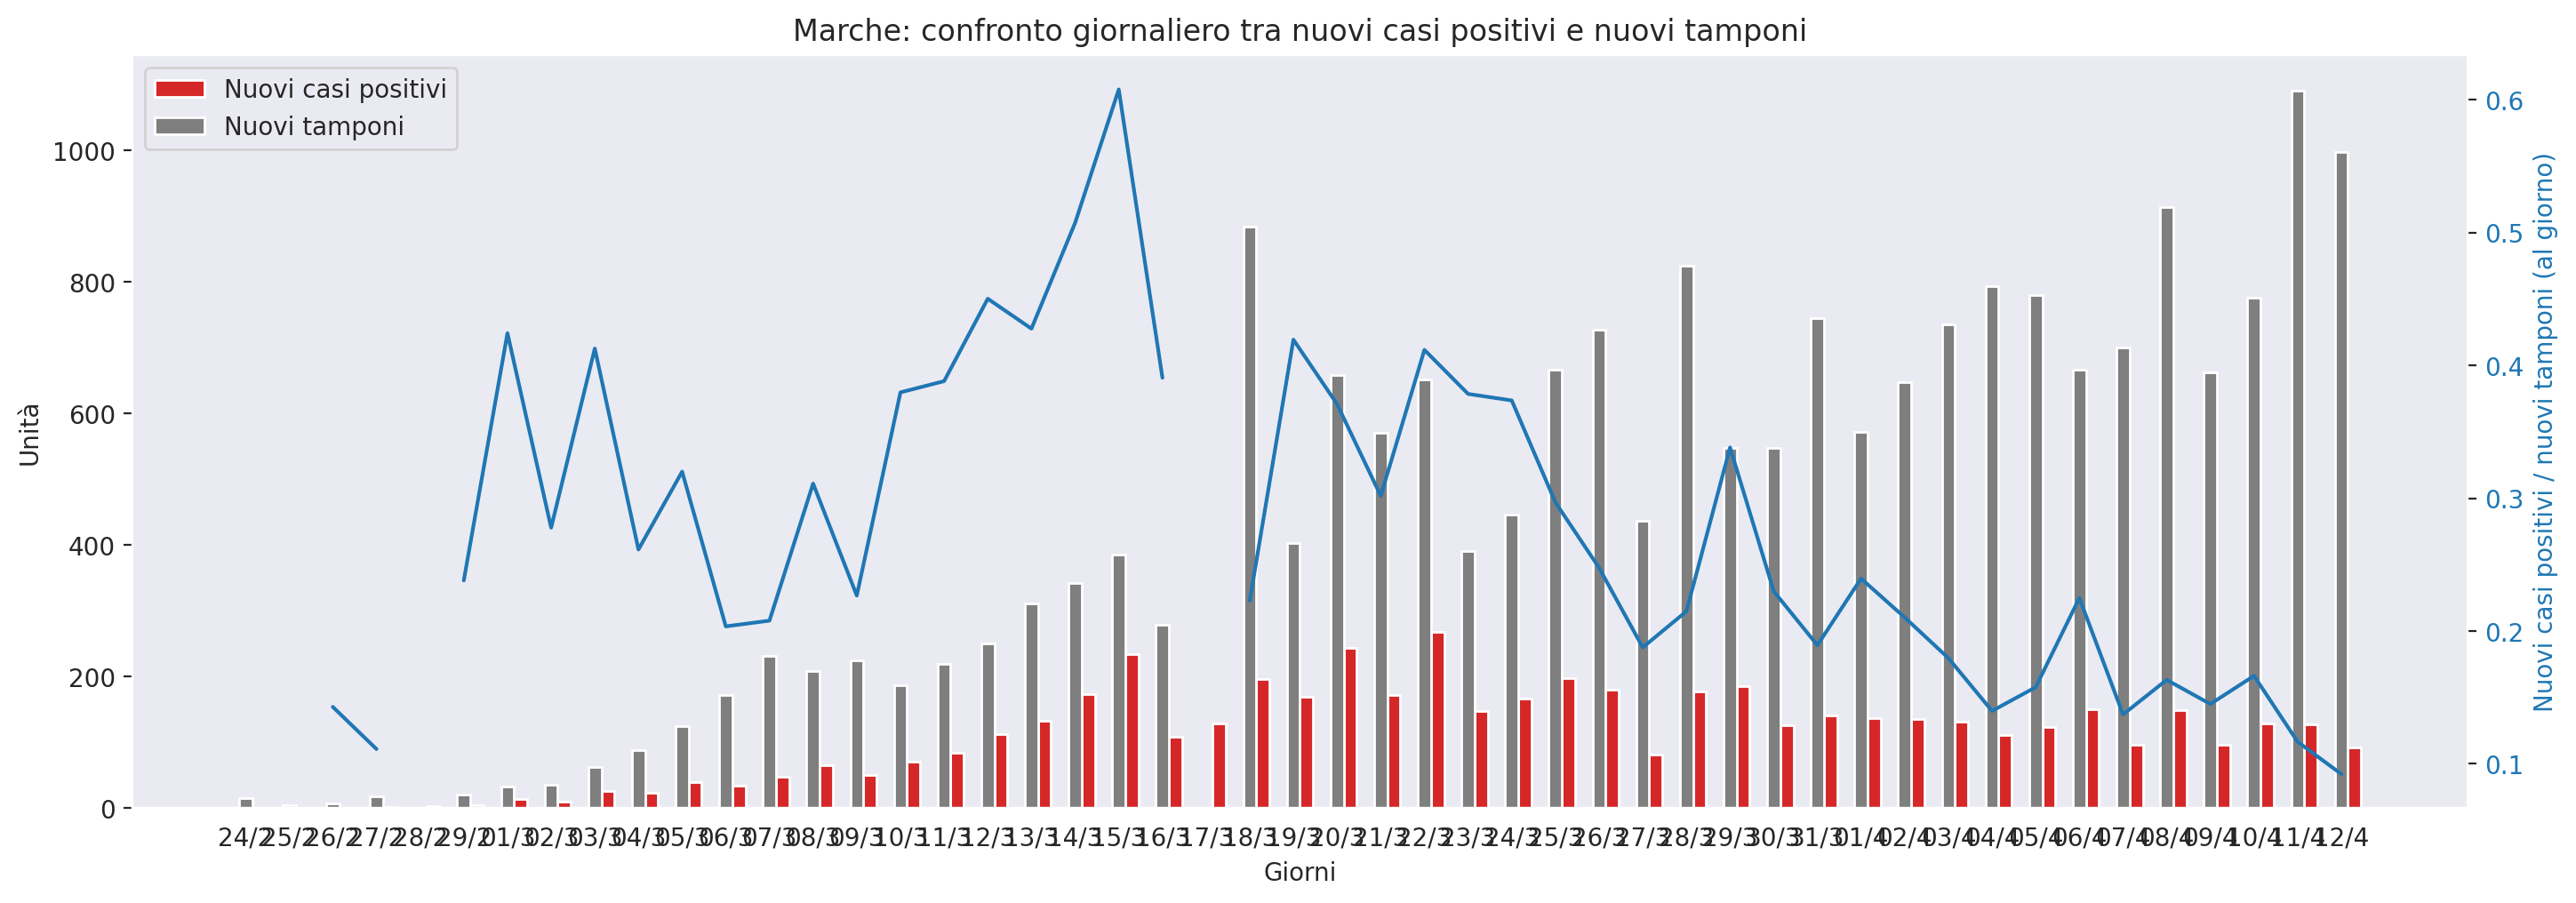 Marche: confronto giornaliero tra nuovi casi positivi e nuovi tamponi
Nuovi casi positivi
Nuovi tamponi
1000
800
600
400
200
0
Unità
0.6
0.5
0.4
0.3
0.2
0.1
Nuovi casi positivi / nuovi tamponi (al giorno)
24/2 25/2 26/2 27/2 28/2 29/2 01/3 02/3 03/3 04/3 05/3 06/3 07/3 08/3 09/3 10/3 11/3 12/3 13/3 14/3 15/3 16/3 17/3 18/3 19/3 20/3 21/3 22/3 23/3 24/3 25/3 26/3 27/3 28/3 29/3 30/3 31/3 01/4 02/4 03/4 04/4 05/4 06/4 07/4 08/4 09/4 10/4 11/4 12/4
Giorni